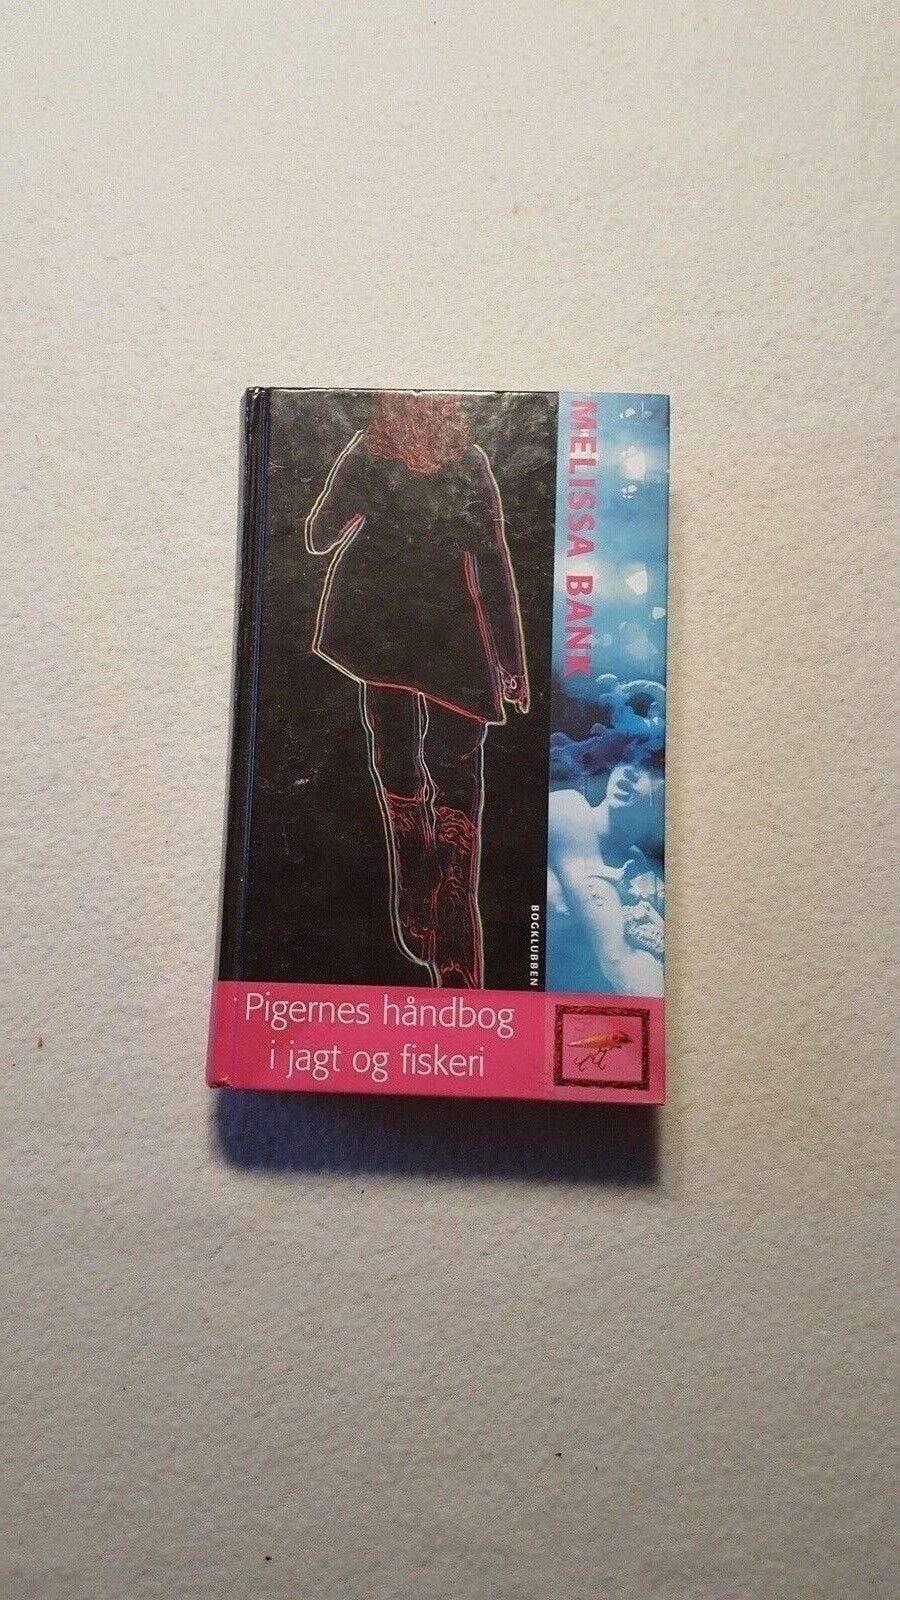 MELISSA BANK
BOGKLUBBEN
Pigernes håndbog
i jagt og fiskeri